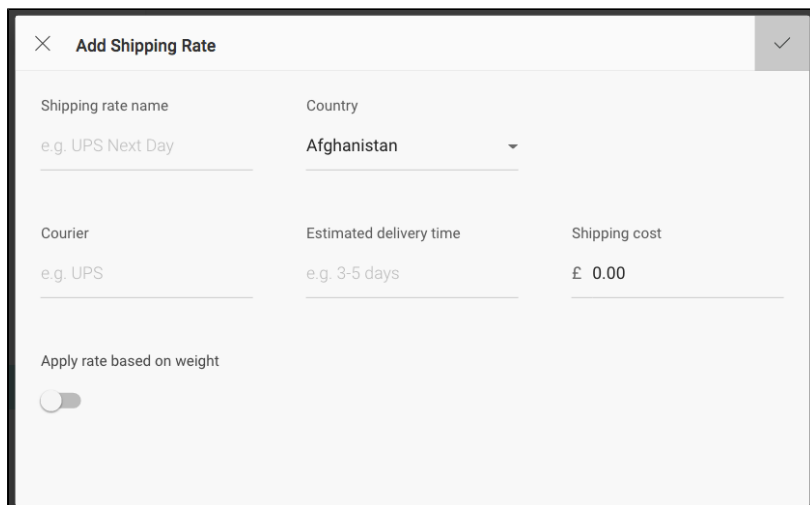 Add Shipping Rate
Shipping rate name
Country
e.g. UPS Next Day
Afghanistan
Courier
Estimated delivery time
Shipping cost
e.g. UPS
e.g. 3-5 days
£ 0.00
Apply rate based on weight